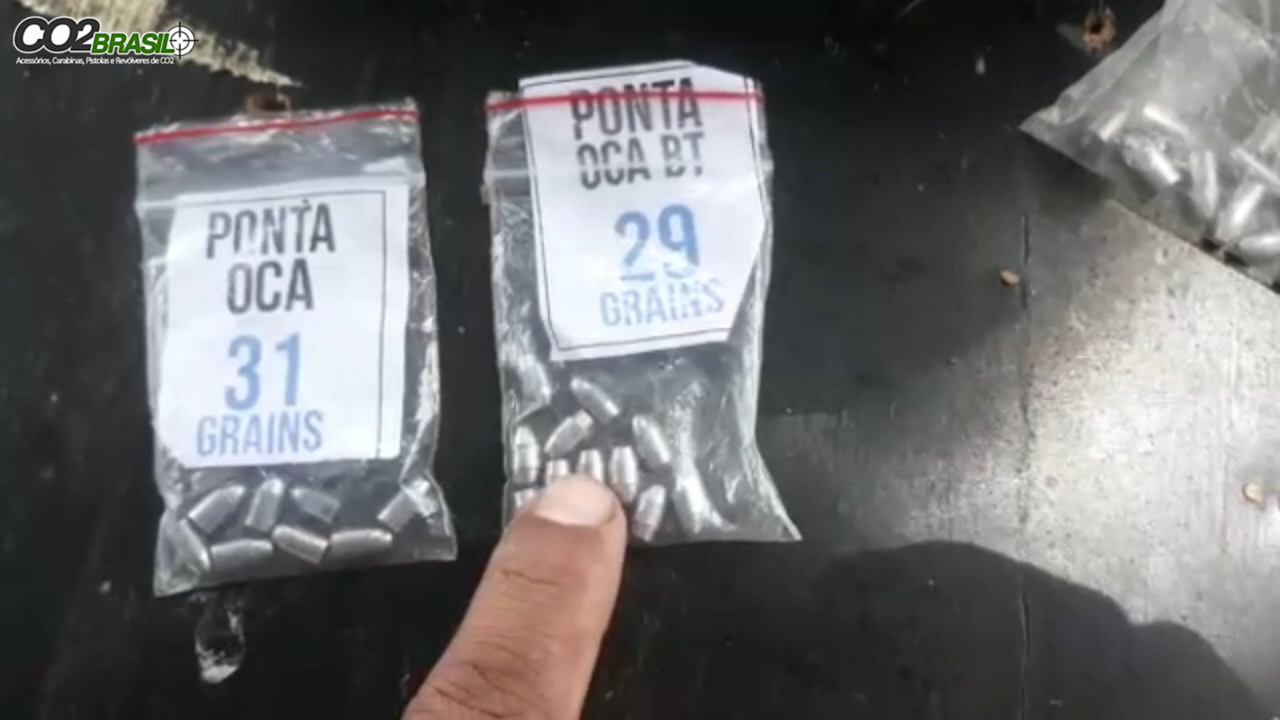 CO2BRASIL
Acessórios, Carabinas, Pistolas e Revólveres de CO2
PONTA
OCA
31
GRAINS
PONTA
OCA BT
29
GRAINS